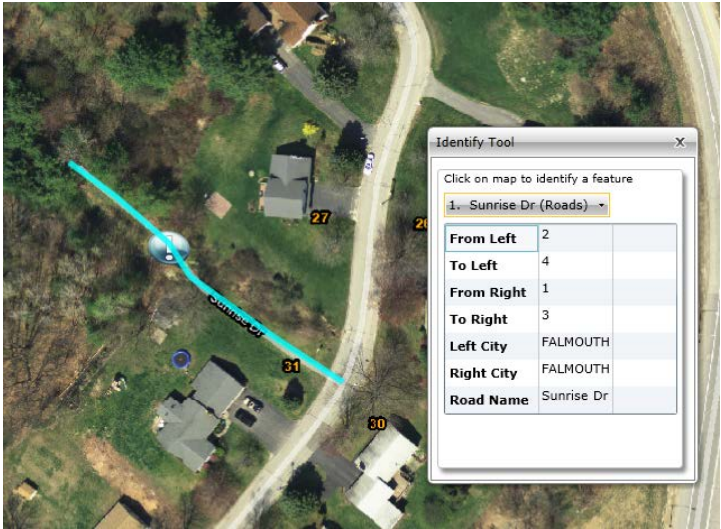 Identify Tool X
Click on map to identify a feature
1. Sunrise Dr (Roads)
From Left 2
To Left 4
From Right 1
To Right 3
Left City FALMOUTH
Right City FALMOUTH
Road Name Sunrise Dr
27
Sunrise Dr
31
30